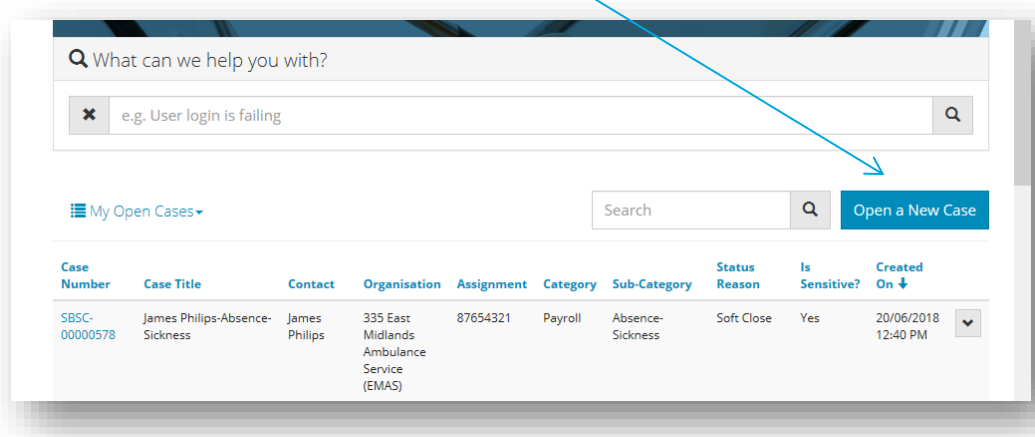 What can we help you with?
e.g. User login is failing
My Open Cases
Search
Open a New Case
Case Number Case Title Contact Organisation Assignment Category Sub-Category Status Reason Is Sensitive? Created On
SBSC-00000578 James Philips-Absence-Sickness James Philips 335 East Midlands Ambulance Service (EMAS) 87654321 Payroll Absence-Sickness Soft Close Yes 20/06/2018 12:40 PM